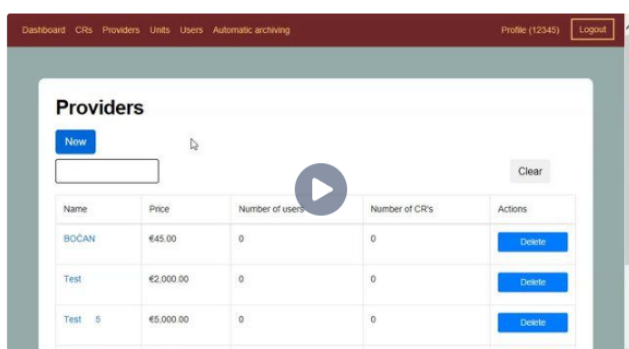 Dashboard CRs Providers Units Users Automatic archiving Profile (12345) Logout
Providers
New
Clear
Name Price Number of users Number of CR's Actions
BOČAN €45.00 0 0 Delete
Test €2,000.00 0 0 Delete
Test 5 €5,000.00 0 0 Delete